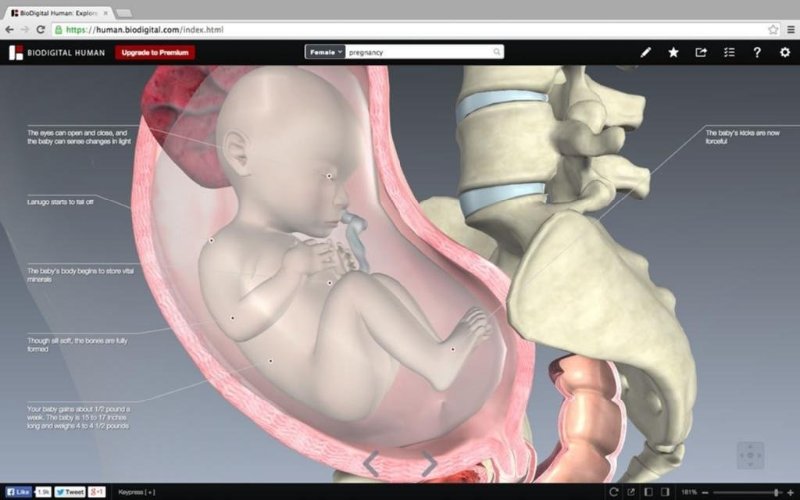 BioDigital Human: Explore
https://human.biodigital.com/index.html
BIODIGITAL HUMAN
Upgrade to Premium
Female
pregnancy
The eyes can open and close, and
the baby can sense changes in light
The baby's kicks are now
forceful
Lanugo starts to fall off
The baby's body begins to store vital
minerals
Though sill soft, the bones are fully
formed
Your baby gains about 1/2 pound a
week. The baby is 15 to 17 inches
long and weighs 4 to 4 1/2 pounds
Like 1.9k Tweet +1 Keypress [ + ] 181%